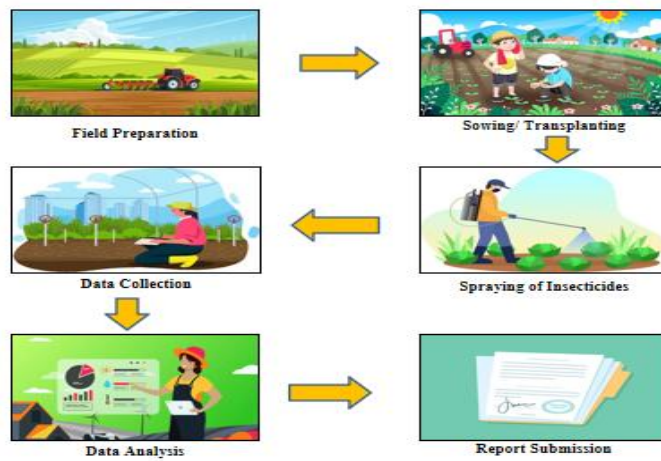 Field Preparation
Sowing/ Transplanting
Spraying of Insecticides
Data Collection
Data Analysis
Report Submission